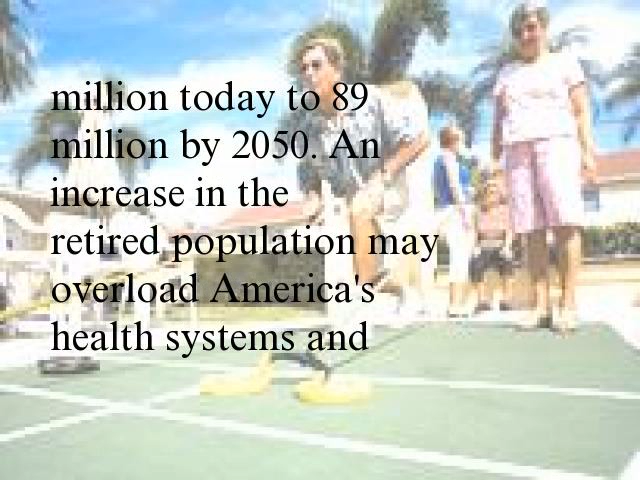 million today to 89
million by 2050. An
increase in the
retired population may
overload America's
health systems and